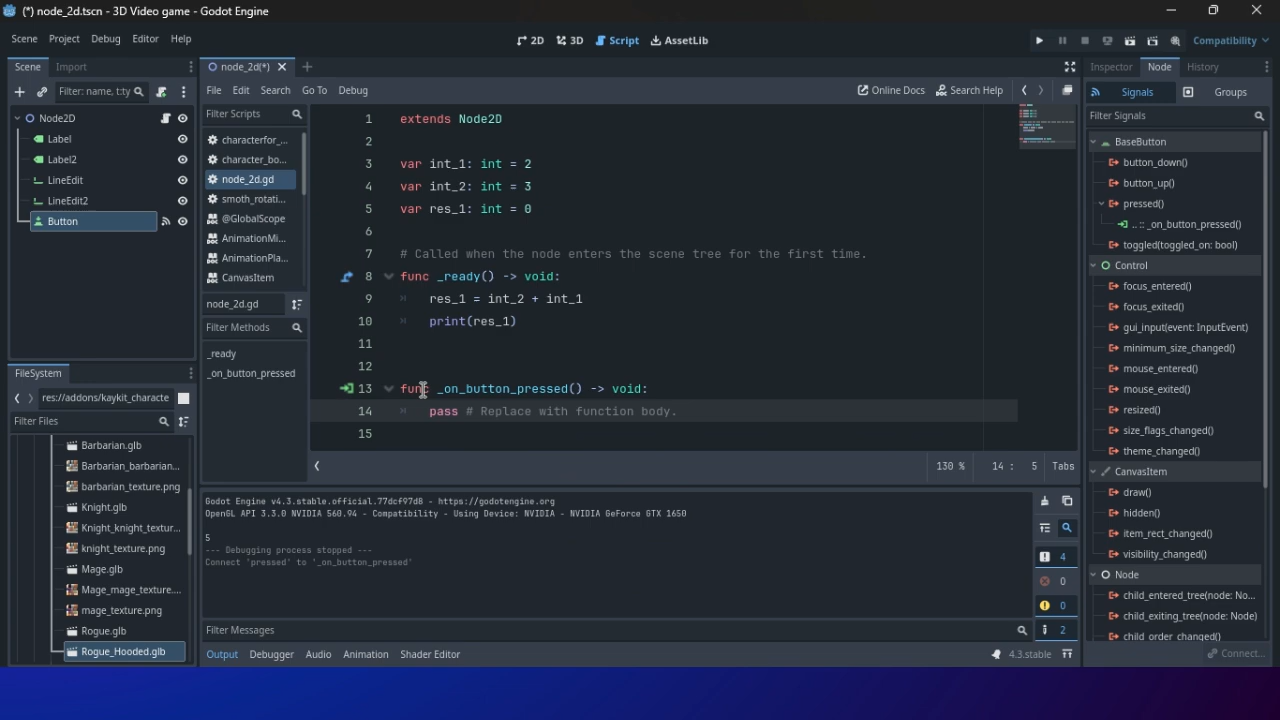 (*) node_2d.tscn - 3D Video game - Godot Engine
Scene Project Debug Editor Help
2D 3D Script AssetLib
Compatibility
Scene Import
Filter: name, t:ty
Node2D
Label
Label2
LineEdit
LineEdit2
Button
FileSystem
res://addons/kaykit_characte
Filter Files
Barbarian.glb
Barbarian_barbarian...
barbarian_texture.png
Knight.glb
Knight_knight_textur...
knight_texture.png
Mage.glb
Mage_mage_texture....
mage_texture.png
Rogue.glb
Rogue_Hooded.glb
node_2d(*)
File Edit Search Go To Debug
Online Docs Search Help
Filter Scripts
characterfor_...
character_bo...
node_2d.gd
smoth_rotati...
@GlobalScope
AnimationMi...
AnimationPla...
CanvasItem
node_2d.gd
Filter Methods
_ready
_on_button_pressed
1 extends Node2D
2
3 var int_1: int = 2
4 var int_2: int = 3
5 var res_1: int = 0
6
7 # Called when the node enters the scene tree for the first time.
8 func _ready() -> void:
9 res_1 = int_2 + int_1
10 print(res_1)
11
12
13 func _on_button_pressed() -> void:
14 pass # Replace with function body.
15
130 % 14 : 5 Tabs
Godot Engine v4.3.stable.official.77dcf97d8 - https://godotengine.org
OpenGL API 3.3.0 NVIDIA 560.94 - Compatibility - Using Device: NVIDIA - NVIDIA GeForce GTX 1650
5
--- Debugging process stopped ---
Connect 'pressed' to '_on_button_pressed'
4
0
0
2
Filter Messages
Output Debugger Audio Animation Shader Editor
4.3.stable
Inspector Node History
Signals Groups
Filter Signals
BaseButton
button_down()
button_up()
pressed()
.. :: _on_button_pressed()
toggled(toggled_on: bool)
Control
focus_entered()
focus_exited()
gui_input(event: InputEvent)
minimum_size_changed()
mouse_entered()
mouse_exited()
resized()
size_flags_changed()
theme_changed()
CanvasItem
draw()
hidden()
item_rect_changed()
visibility_changed()
Node
child_entered_tree(node: No...
child_exiting_tree(node: Node)
child_order_changed()
Connect...